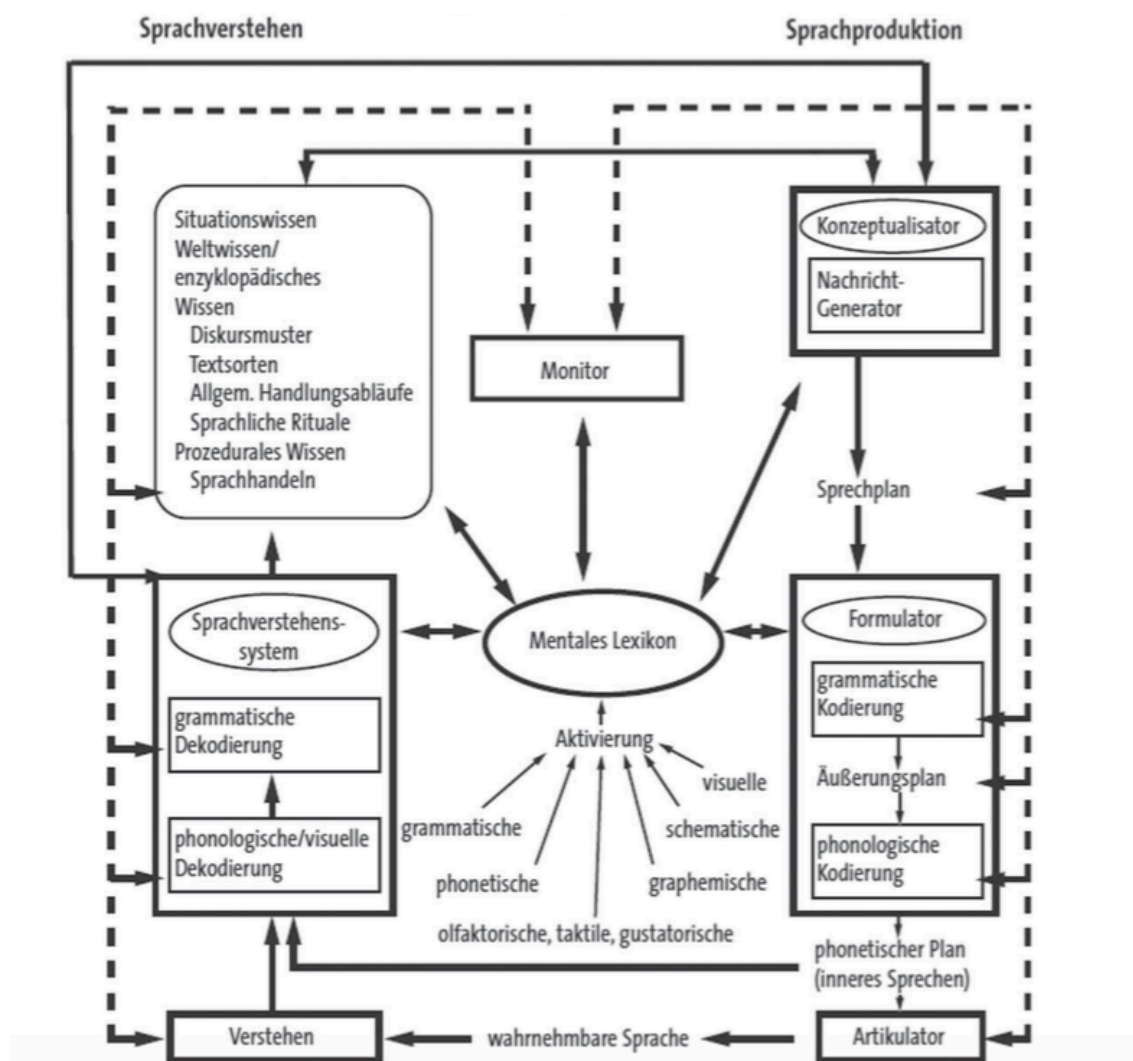 Sprachverstehen
Sprachproduktion
Situationswissen
Weltwissen/
enzyklopädisches
Wissen
Diskursmuster
Textsorten
Allgem. Handlungsabläufe
Sprachliche Rituale
Prozedurales Wissen
Sprachhandeln
Monitor
Konzeptualisator
Nachricht-
Generator
Sprechplan
Sprachverstehens-
system
grammatische
Dekodierung
phonologische/visuelle
Dekodierung
Mentales Lexikon
Aktivierung
visuelle
grammatische
schematische
phonetische
graphemische
olfaktorische, taktile, gustatorische
Formulator
grammatische
Kodierung
Äußerungsplan
phonologische
Kodierung
phonetischer Plan
(inneres Sprechen)
Verstehen
wahrnehmbare Sprache
Artikulator